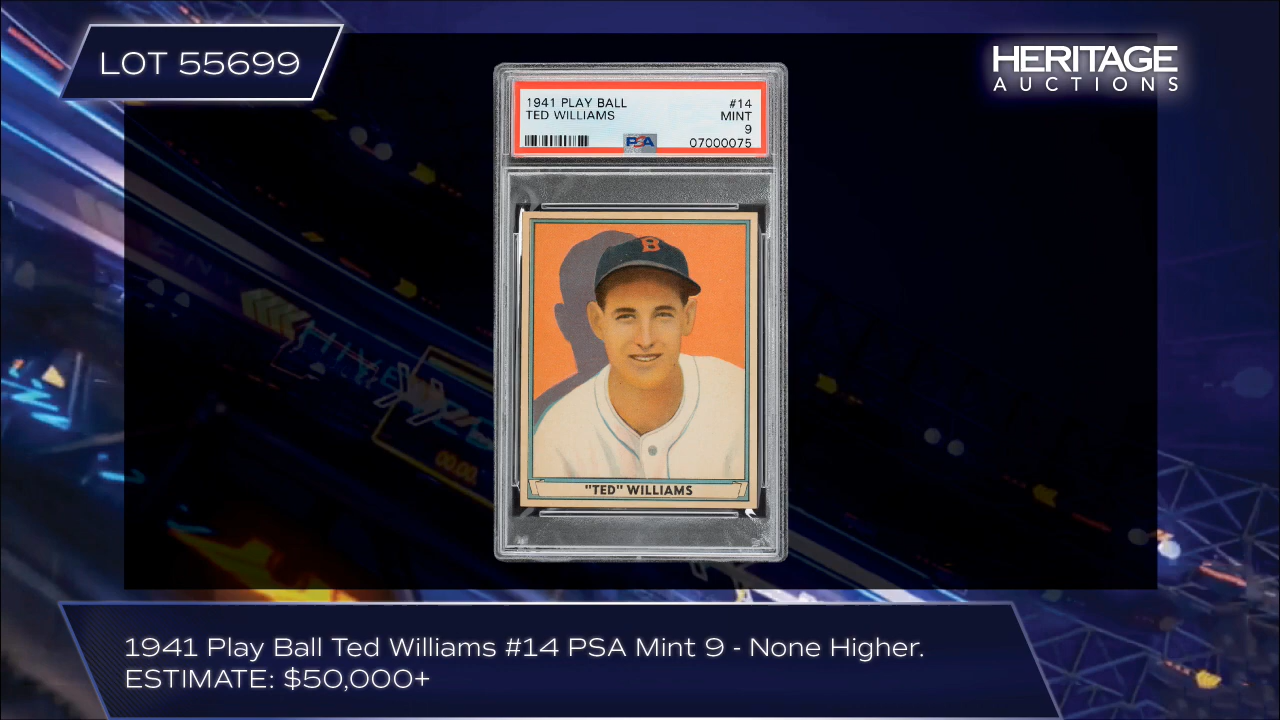 LOT 55699
HERITAGE
AUCTIONS
1941 PLAY BALL #14
TED WILLIAMS MINT
9
PSA 07000075
B
"TED" WILLIAMS
1941 Play Ball Ted Williams #14 PSA Mint 9 - None Higher.
ESTIMATE: $50,000+